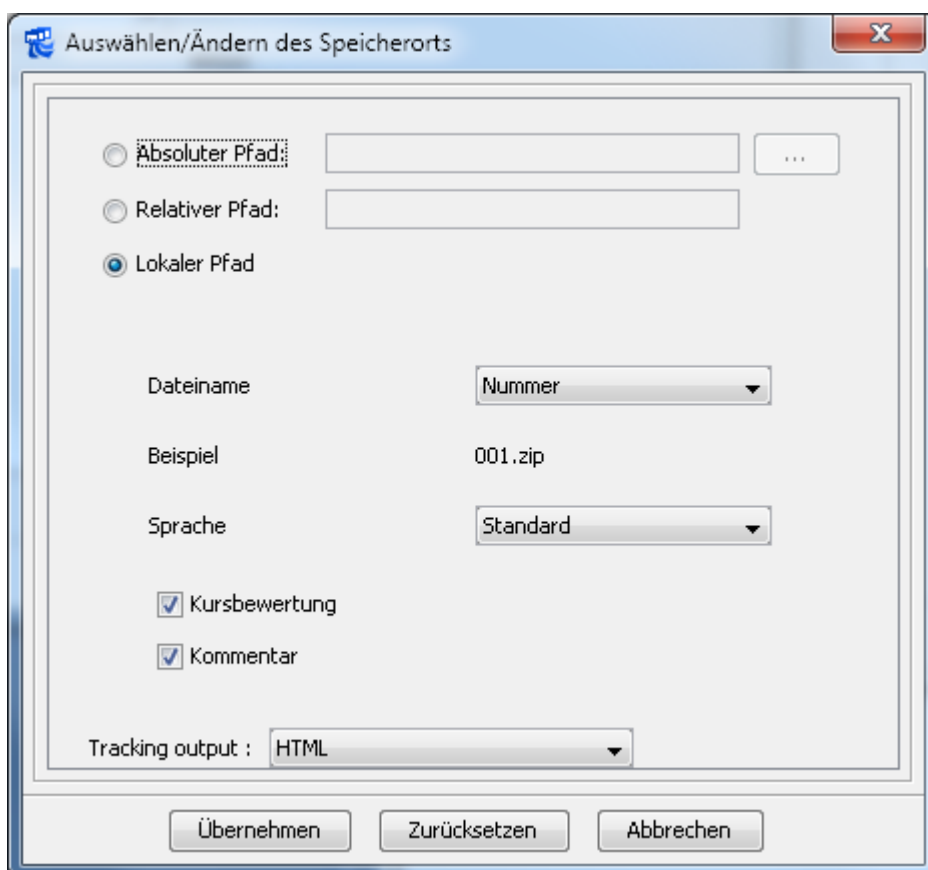 Auswählen/Ändern des Speicherorts
Absoluter Pfad:
...
Relativer Pfad:
Lokaler Pfad
Dateiname Nummer
Beispiel 001.zip
Sprache Standard
Kursbewertung
Kommentar
Tracking output : HTML
Übernehmen Zurücksetzen Abbrechen